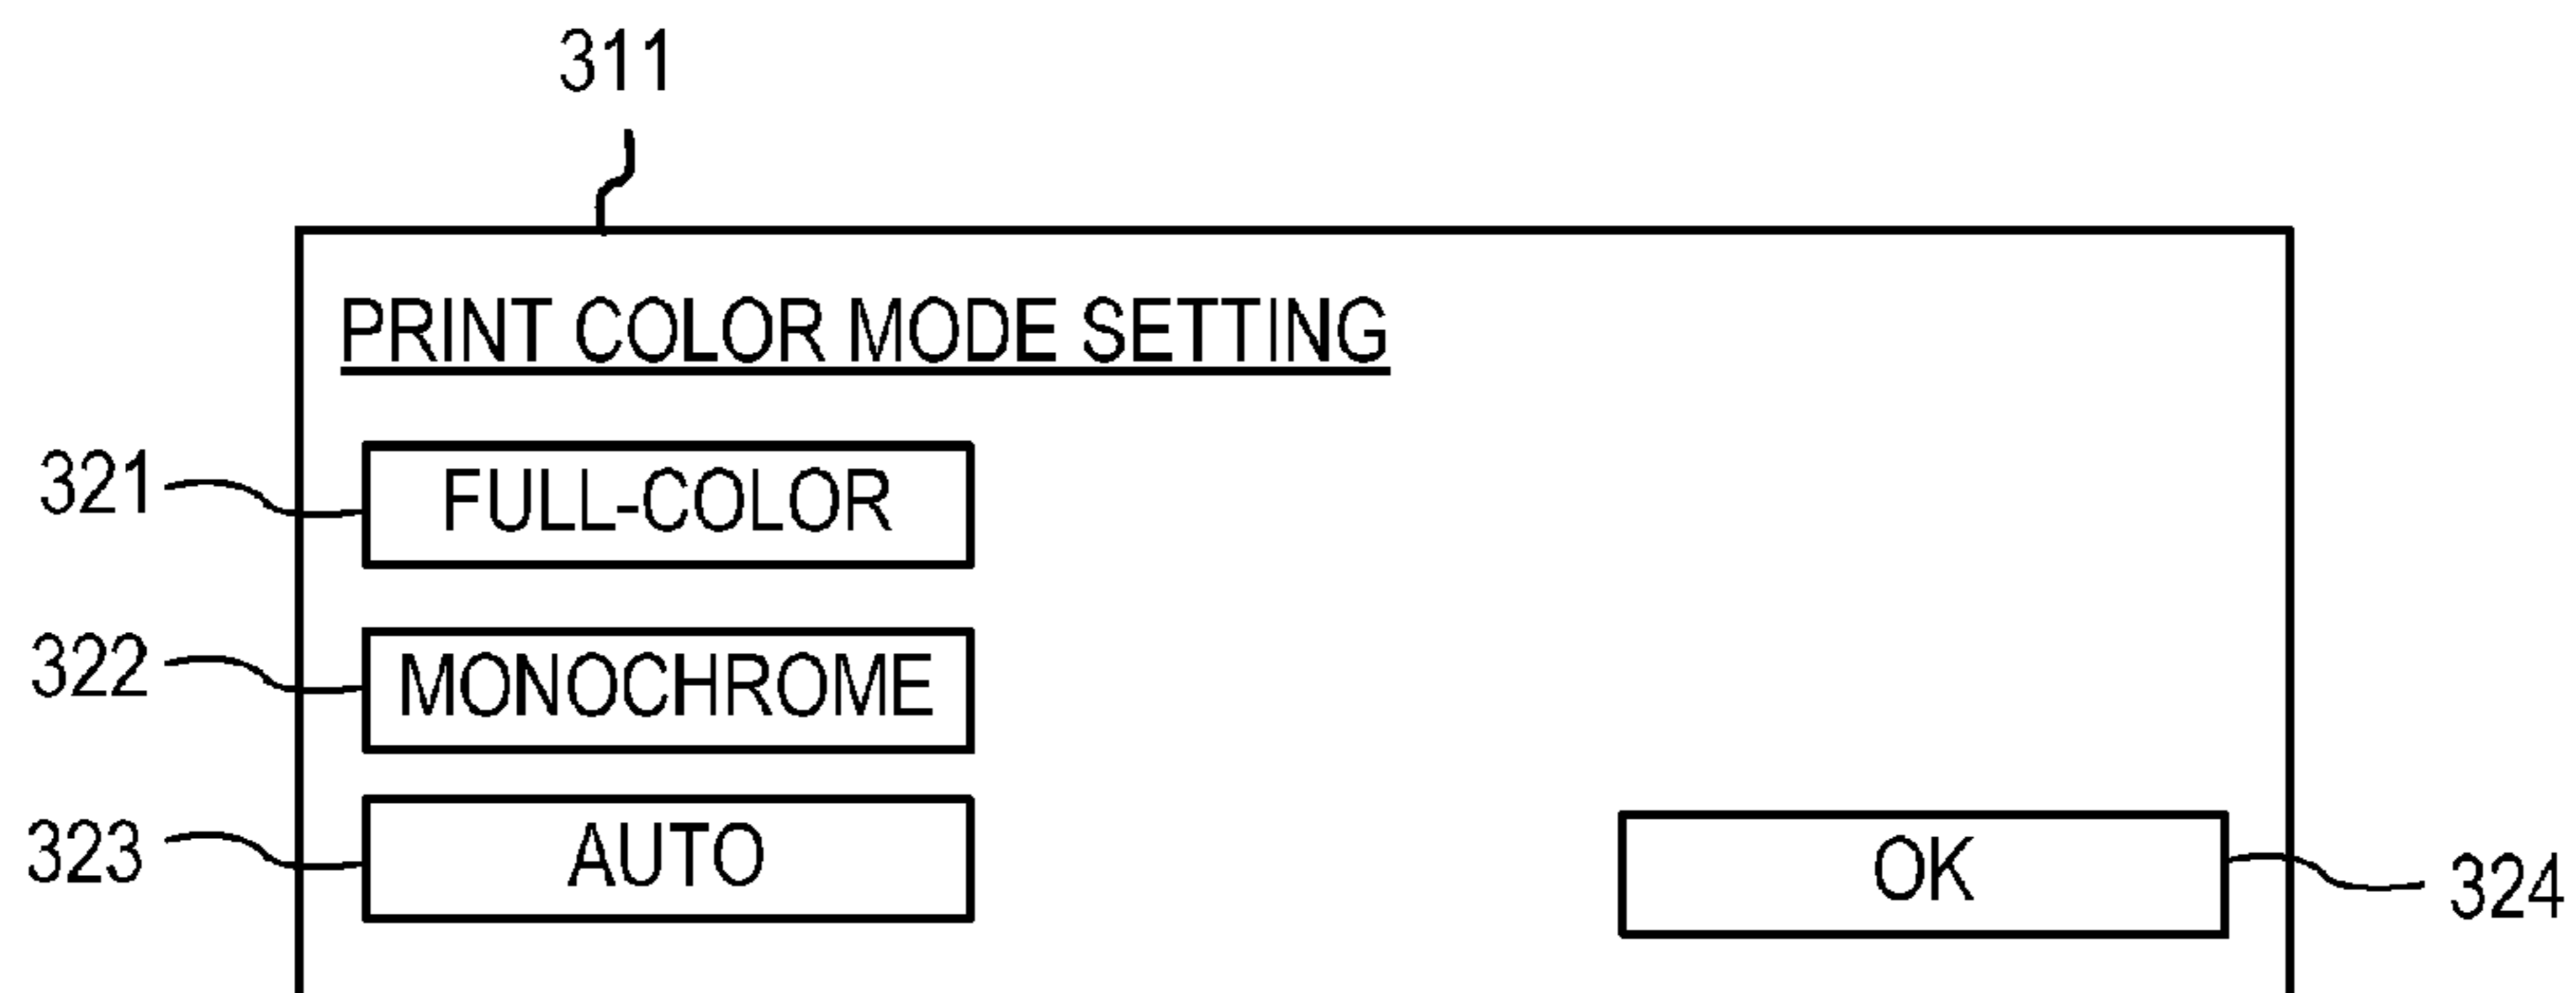 311
PRINT COLOR MODE SETTING
321 FULL-COLOR
322 MONOCHROME
323 AUTO
OK 324